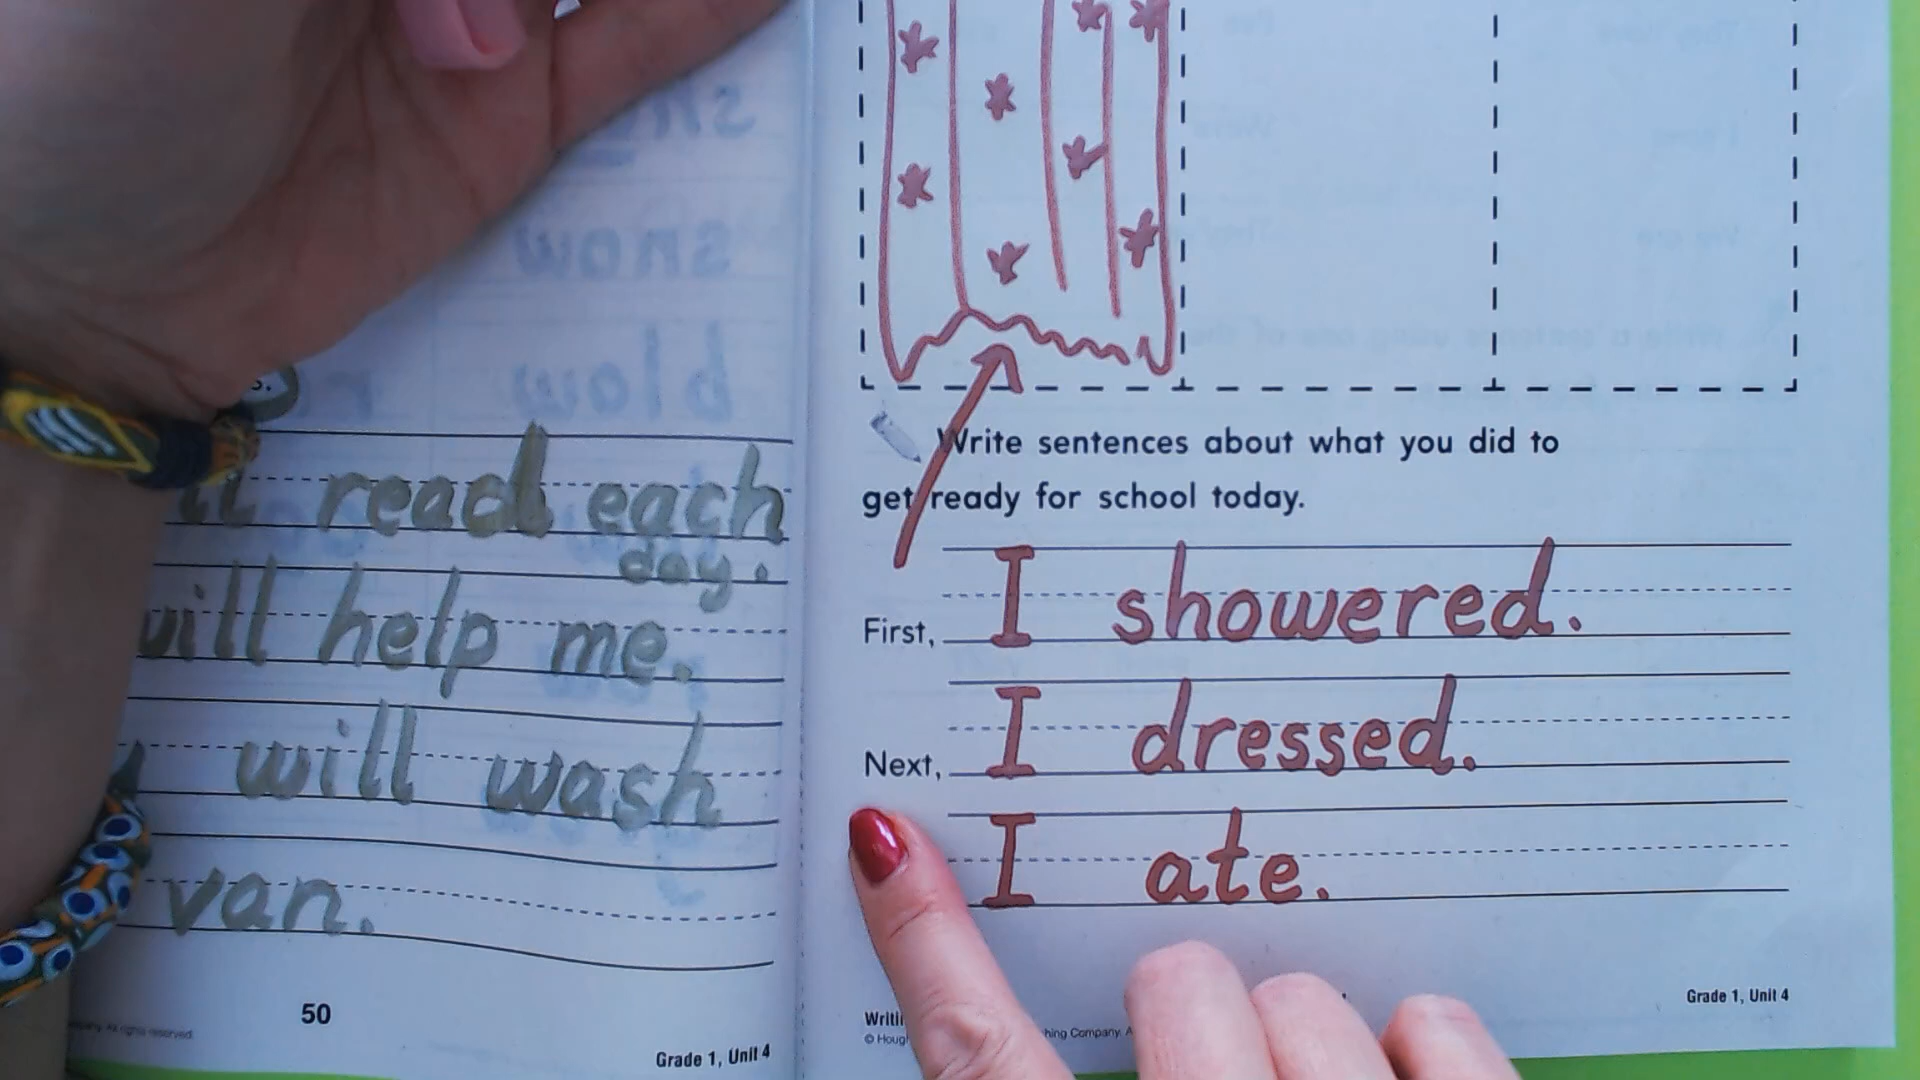 read each
day.
will help me.
will wash
van.
50
Grade 1, Unit 4
Write sentences about what you did to
get ready for school today.
First, I showered.
Next, I dressed.
I ate.
Grade 1, Unit 4